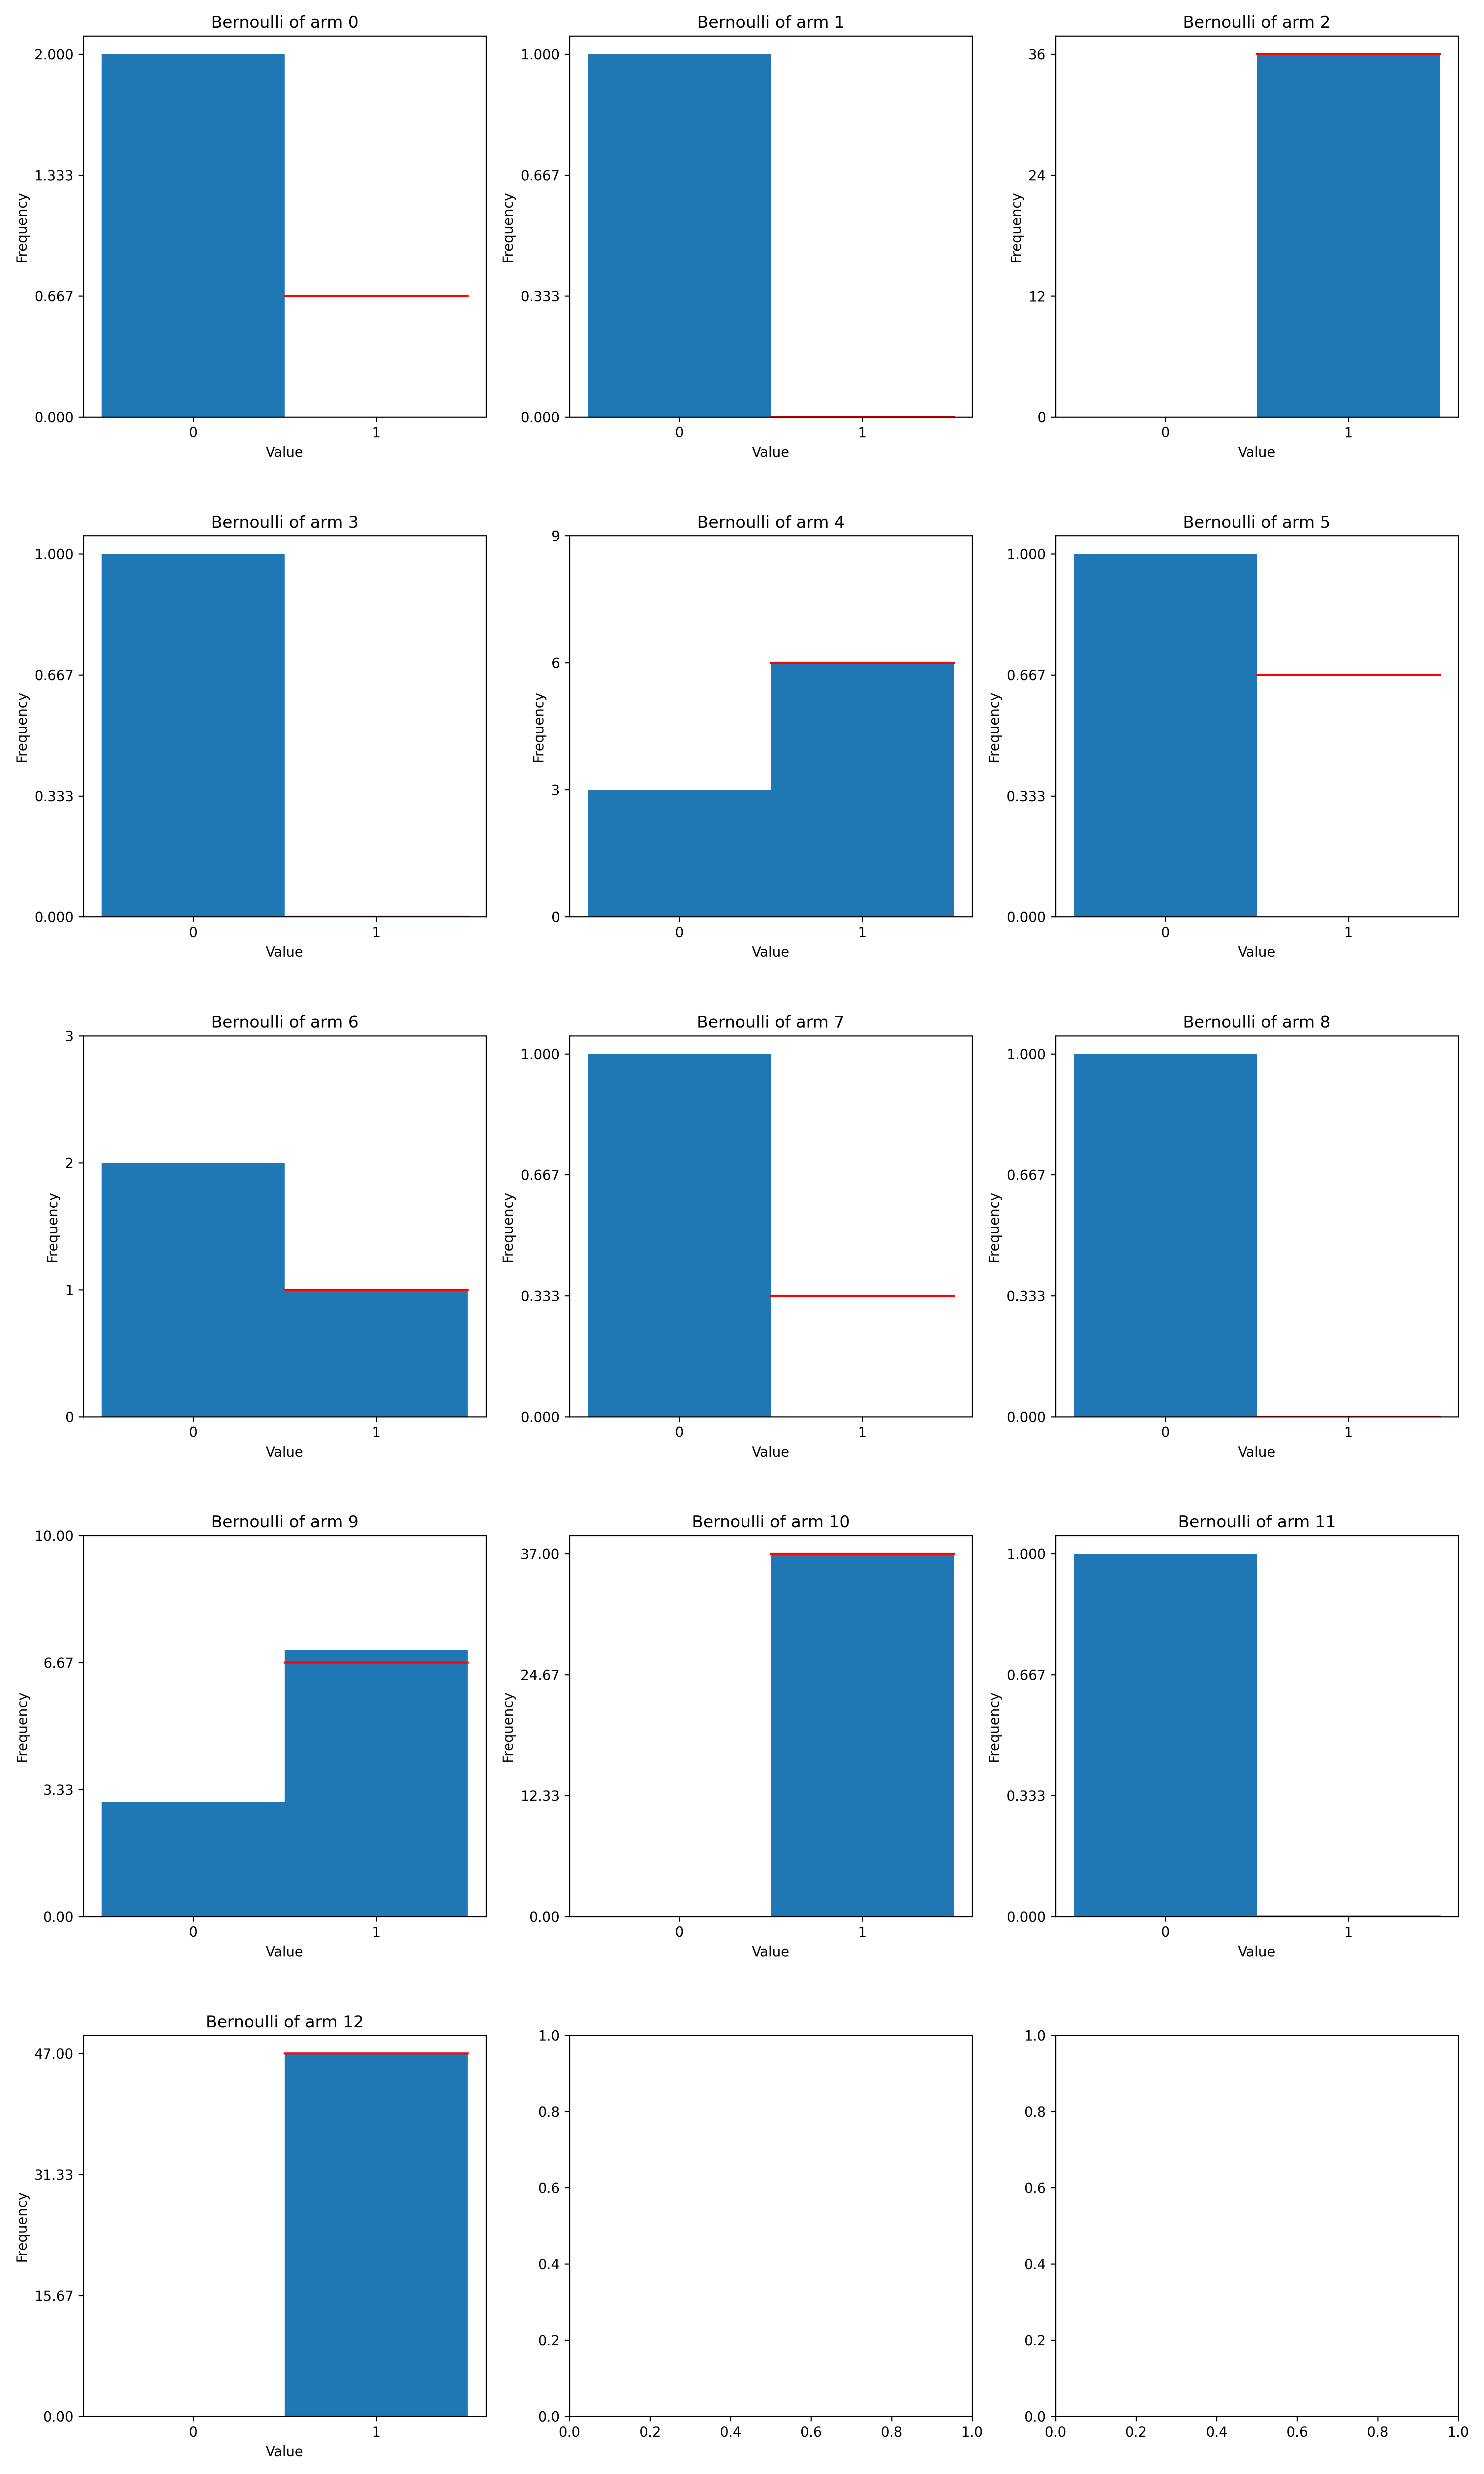 Bernoulli of arm 0
2.000
1.333
0.667
0.000
Frequency
0 1
Value
Bernoulli of arm 1
1.000
0.667
0.333
0.000
Frequency
0 1
Value
Bernoulli of arm 2
36
24
12
0
Frequency
0 1
Value
Bernoulli of arm 3
1.000
0.667
0.333
0.000
Frequency
0 1
Value
Bernoulli of arm 4
9
6
3
0
Frequency
0 1
Value
Bernoulli of arm 5
1.000
0.667
0.333
0.000
Frequency
0 1
Value
Bernoulli of arm 6
3
2
1
0
Frequency
0 1
Value
Bernoulli of arm 7
1.000
0.667
0.333
0.000
Frequency
0 1
Value
Bernoulli of arm 8
1.000
0.667
0.333
0.000
Frequency
0 1
Value
Bernoulli of arm 9
10.00
6.67
3.33
0.00
Frequency
0 1
Value
Bernoulli of arm 10
37.00
24.67
12.33
0.00
Frequency
0 1
Value
Bernoulli of arm 11
1.000
0.667
0.333
0.000
Frequency
0 1
Value
Bernoulli of arm 12
47.00
31.33
15.67
0.00
Frequency
0 1
Value
1.0
0.8
0.6
0.4
0.2
0.0
0.0 0.2 0.4 0.6 0.8 1.0
1.0
0.8
0.6
0.4
0.2
0.0
0.0 0.2 0.4 0.6 0.8 1.0